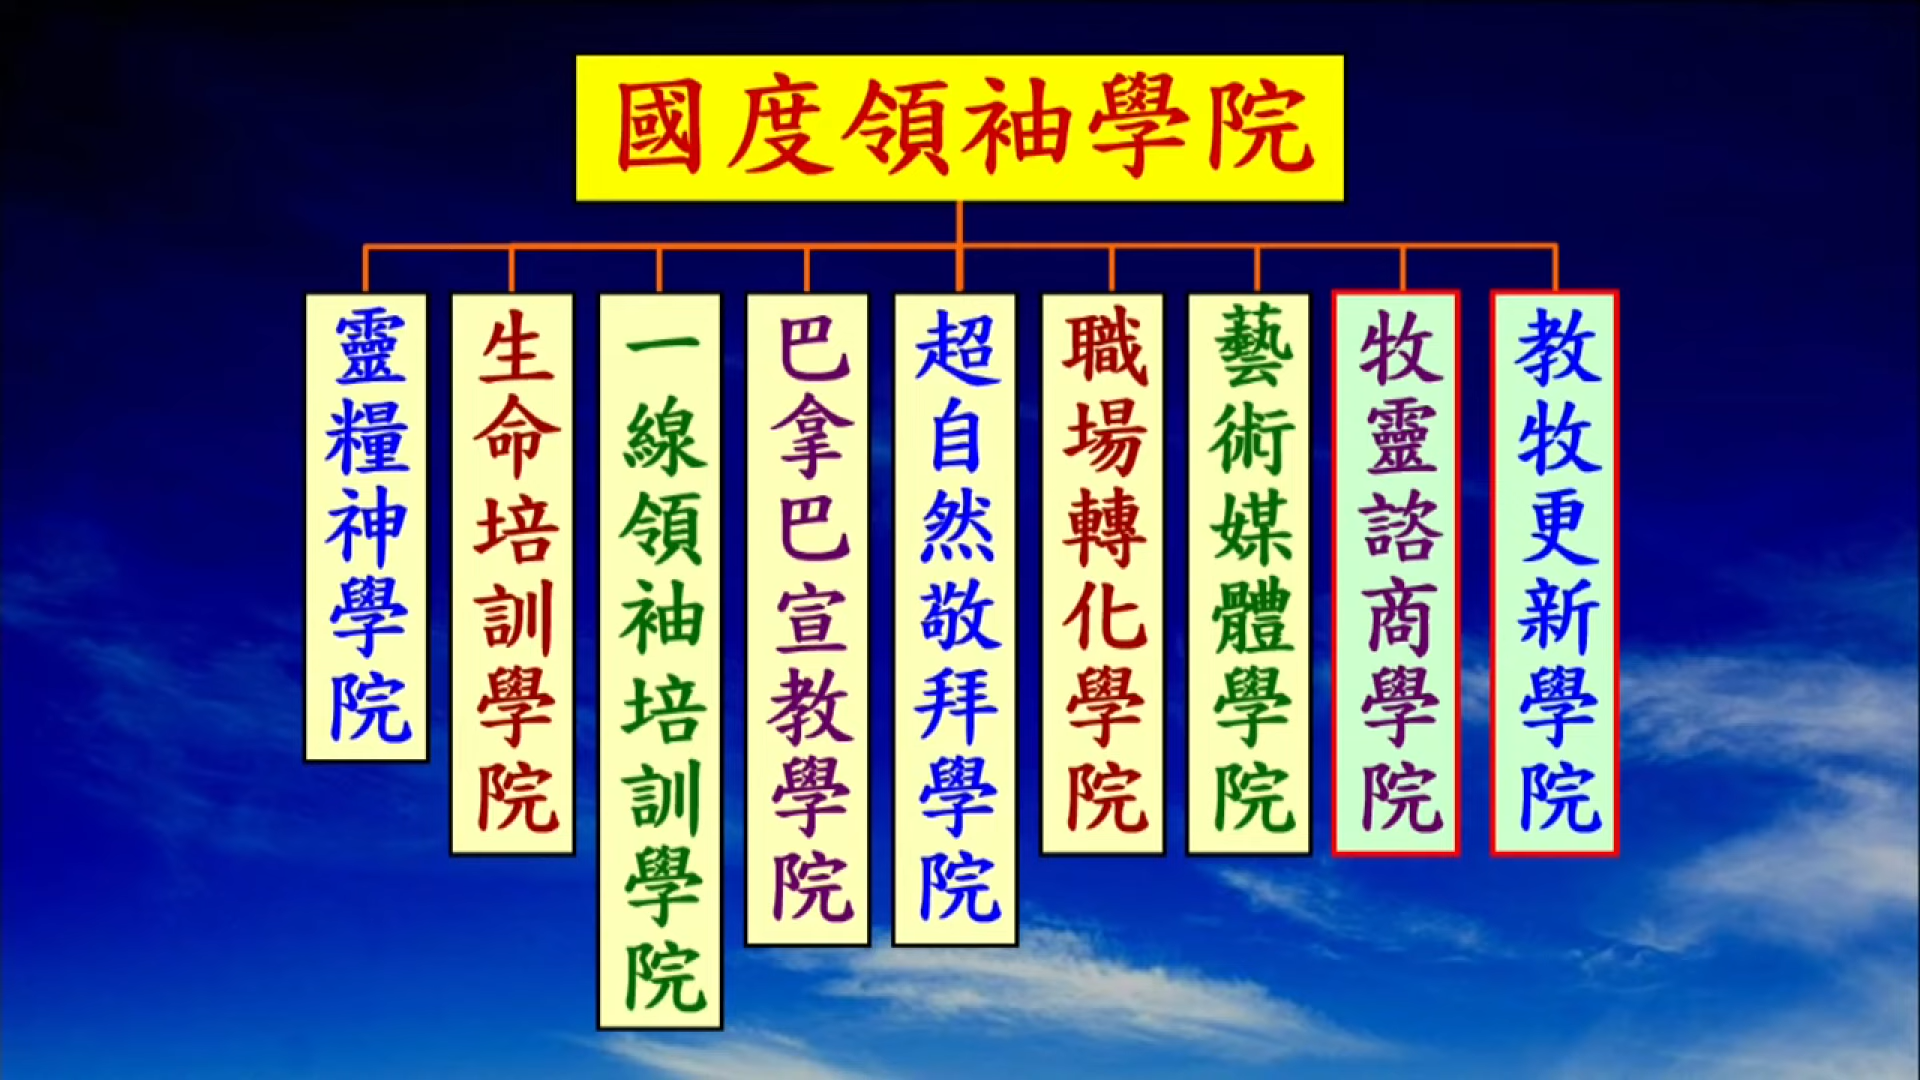 國度領袖學院
靈糧神學院
生命培訓學院
一線領袖培訓學院
巴拿巴宣教學院
超自然敬拜學院
職場轉化學院
藝術媒體學院
牧靈諮商學院
教牧更新學院